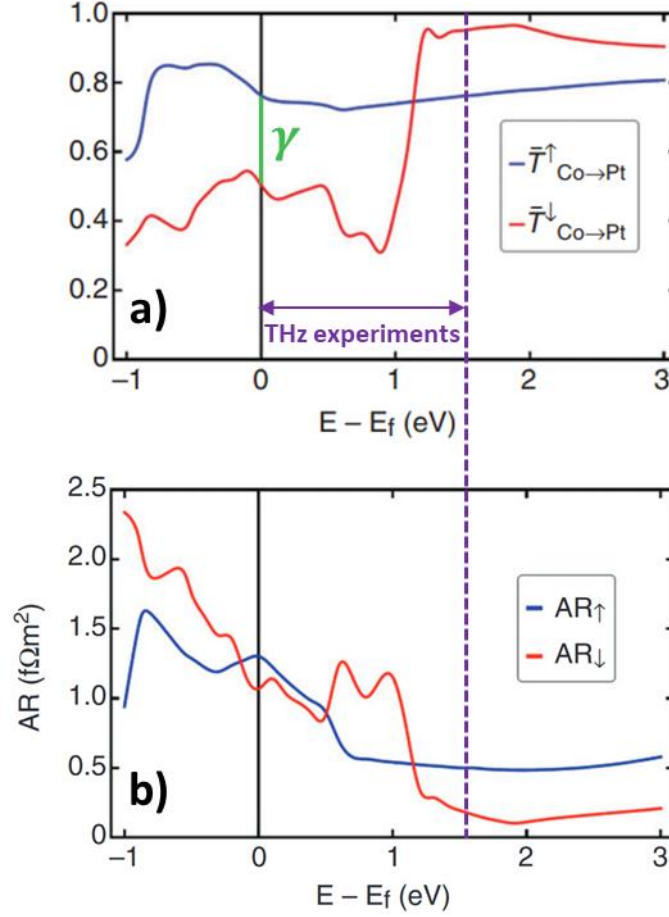 1.0
0.8
γ
T̄↑ Co→Pt
0.6
T̄↓ Co→Pt
0.4
0.2
a)
THz experiments
0
−1 0 1 2 3
E − Ef (eV)
2.5
2.0
AR↑
1.5
AR↓
AR (fΩm²)
1.0
0.5
b)
0
−1 0 1 2 3
E − Ef (eV)